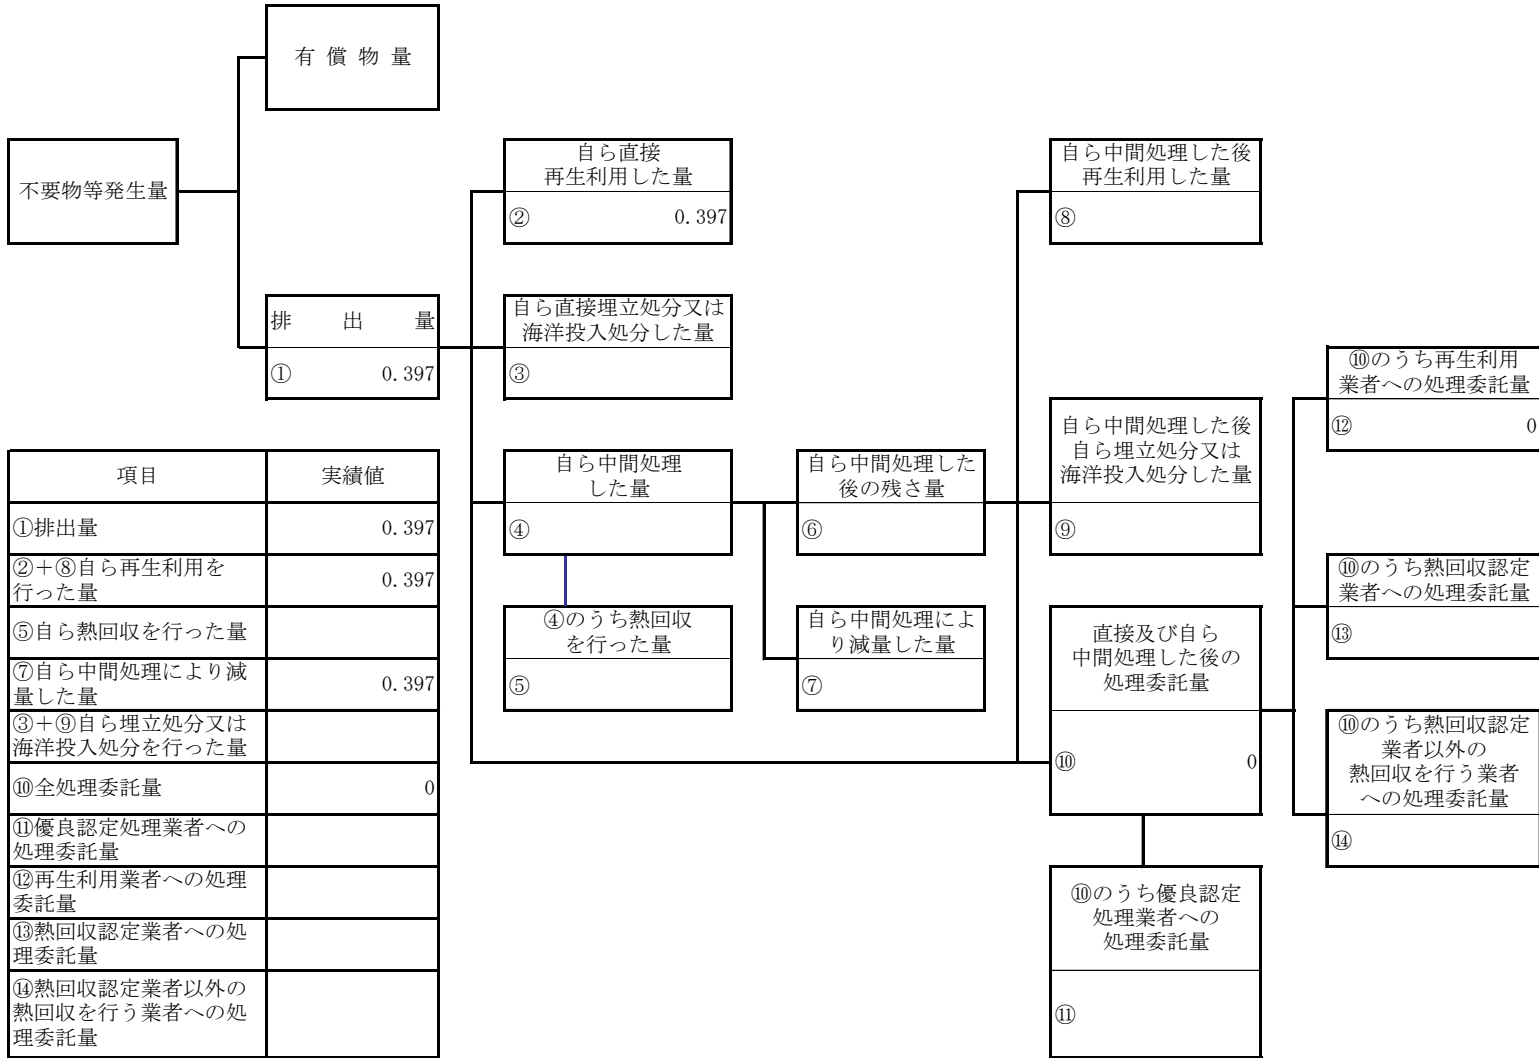 有償物量
不要物等発生量
自ら直接
再生利用した量
② 0.397
自ら中間処理した後
再生利用した量
⑧
排出量
① 0.397
自ら直接埋立処分又は
海洋投入処分した量
③
⑩のうち再生利用
業者への処理委託量
⑫ 0
自ら中間処理した後
自ら埋立処分又は
海洋投入処分した量
⑨
自ら中間処理
した量
④
自ら中間処理した
後の残さ量
⑥
④のうち熱回収
を行った量
⑤
自ら中間処理によ
り減量した量
⑦
直接及び自ら
中間処理した後の
処理委託量
⑩ 0
⑩のうち熱回収認定
業者への処理委託量
⑬
⑩のうち熱回収認定
業者以外の
熱回収を行う業者
への処理委託量
⑭
⑩のうち優良認定
処理業者への
処理委託量
⑪
項目 実績値
①排出量 0.397
②+⑧自ら再生利用を
行った量 0.397
⑤自ら熱回収を行った量
⑦自ら中間処理により減
量した量 0.397
③+⑨自ら埋立処分又は
海洋投入処分を行った量
⑩全処理委託量 0
⑪優良認定処理業者への
処理委託量
⑫再生利用業者への処理
委託量
⑬熱回収認定業者への処
理委託量
⑭熱回収認定業者以外の
熱回収を行う業者への処
理委託量